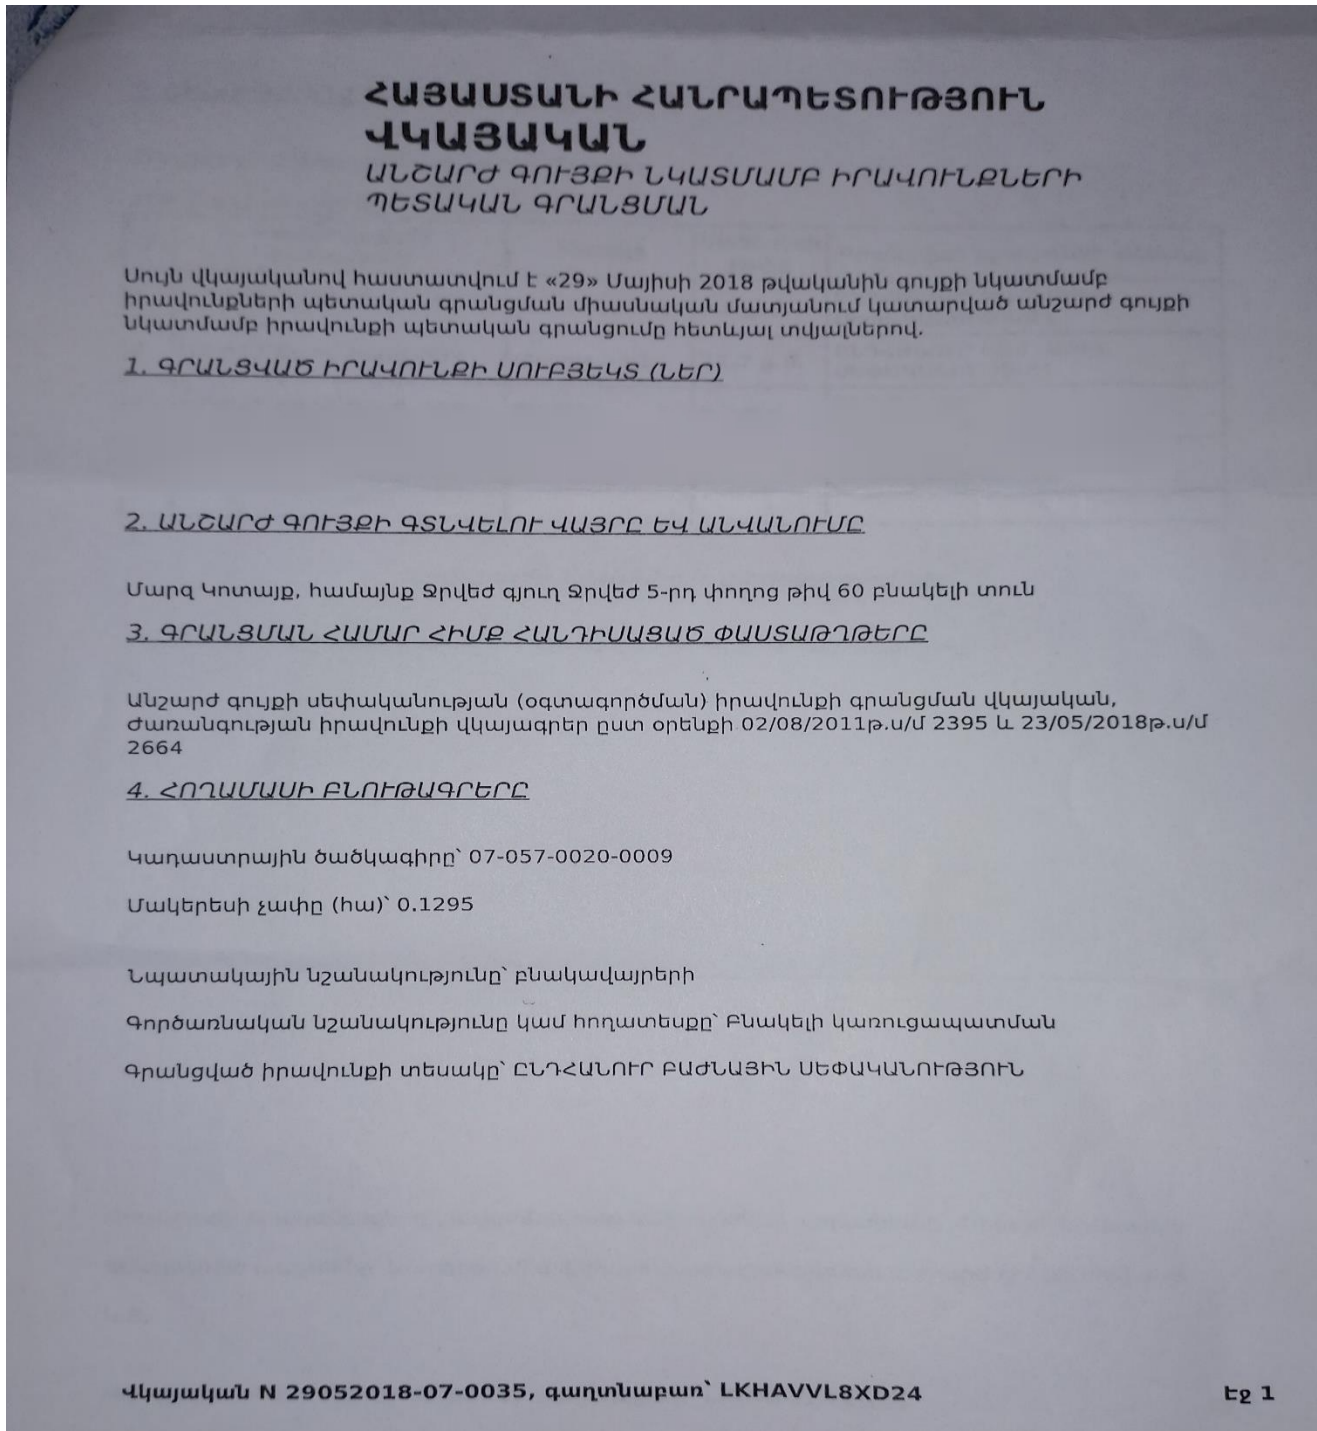 ՀԱՅԱՍՏԱՆԻ ՀԱՆՐԱՊԵՏՈՒԹՅՈՒՆ
ՎԿԱՅԱԿԱՆ
ԱՆՇԱՐԺ ԳՈՒՅՔԻ ՆԿԱՏՄԱՄԲ ԻՐԱՎՈՒՆՔՆԵՐԻ
ՊԵՏԱԿԱՆ ԳՐԱՆՑՄԱՆ
Սույն վկայականով հաստատվում է «29» Մայիսի 2018 թվականին գույքի նկատմամբ
իրավունքների պետական գրանցման միասնական մատյանում կատարված անշարժ գույքի
նկատմամբ իրավունքի պետական գրանցումը հետևյալ տվյալներով.
1. ԳՐԱՆՑՎԱԾ ԻՐԱՎՈՒՆՔԻ ՍՈՒԲՅԵԿՏ (ՆԵՐ)
2. ԱՆՇԱՐԺ ԳՈՒՅՔԻ ԳՏՆՎԵԼՈՒ ՎԱՅՐԸ ԵՎ ԱՆՎԱՆՈՒՄԸ
Մարզ Կոտայք, համայնք Ջրվեժ գյուղ Ջրվեժ 5-րդ փողոց թիվ 60 բնակելի տուն
3. ԳՐԱՆՑՄԱՆ ՀԱՄԱՐ ՀԻՄՔ ՀԱՆԴԻՍԱՑԱԾ ՓԱՍՏԱԹՂԹԵՐԸ
Անշարժ գույքի սեփականության (օգտագործման) իրավունքի գրանցման վկայական,
Ժառանգության իրավունքի վկայագրեր ըստ օրենքի 02/08/2011թ.ս/մ 2395 և 23/05/2018թ.ս/մ
2664
4. ՀՈՂԱՄԱՍԻ ԲՆՈՒԹԱԳՐԵՐԸ
Կադաստրային ծածկագիրը՝ 07-057-0020-0009
Մակերեսի չափը (հա)՝ 0.1295
Նպատակային նշանակությունը՝ բնակավայրերի
Գործառնական նշանակությունը կամ հողատեսքը՝ Բնակելի կառուցապատման
Գրանցված իրավունքի տեսակը՝ ԸՆԴՀԱՆՈՒՐ ԲԱԺՆԱՅԻՆ ՍԵՓԱԿԱՆՈՒԹՅՈՒՆ
Վկայական N 29052018-07-0035, գաղտնաբառ՝ LKHAVVL8XD24
Էջ 1